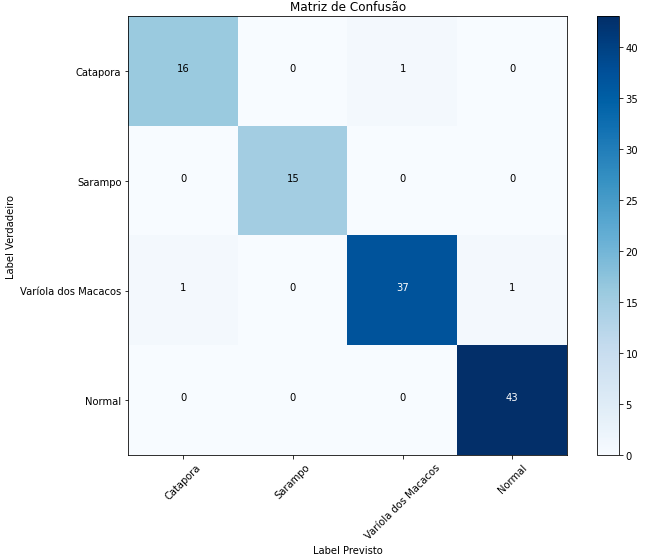 Matriz de Confusão
Label Verdadeiro
Catapora
16 0 1 0
Sarampo
0 15 0 0
Varíola dos Macacos
1 0 37 1
Normal
0 0 0 43
Catapora
Sarampo
Varíola dos Macacos
Normal
Label Previsto
40
35
30
25
20
15
10
5
0